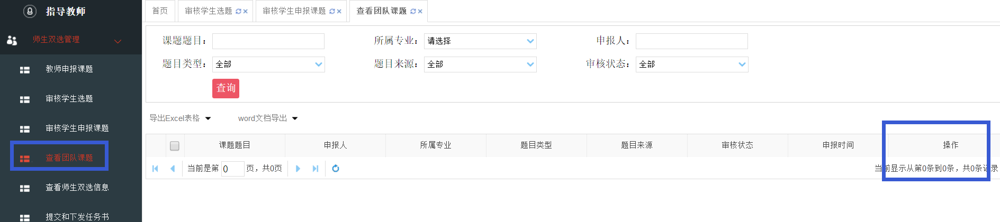 指导教师
师生双选管理
教师申报课题
审核学生选题
审核学生申报课题
查看团队课题
查看师生双选信息
提交和下发任务书
首页 审核学生选题 审核学生申报课题 查看团队课题
课题题目： 所属专业： 请选择 申报人：
题目类型： 全部 题目来源： 全部 审核状态： 全部
查询
导出Excel表格 word文档导出
课题题目 申报人 所属专业 题目类型 题目来源 审核状态 申报时间 操作
当前是第 0 页，共0页 当前显示从第0条到0条，共0条记录